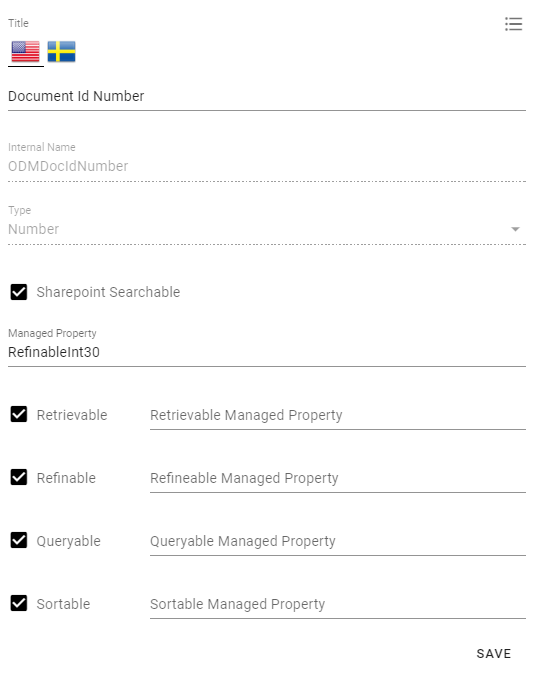 Title
Document Id Number
Internal Name
ODMDocIdNumber
Type
Number
Sharepoint Searchable
Managed Property
RefinableInt30
Retrievable Retrievable Managed Property
Refinable Refineable Managed Property
Queryable Queryable Managed Property
Sortable Sortable Managed Property
SAVE